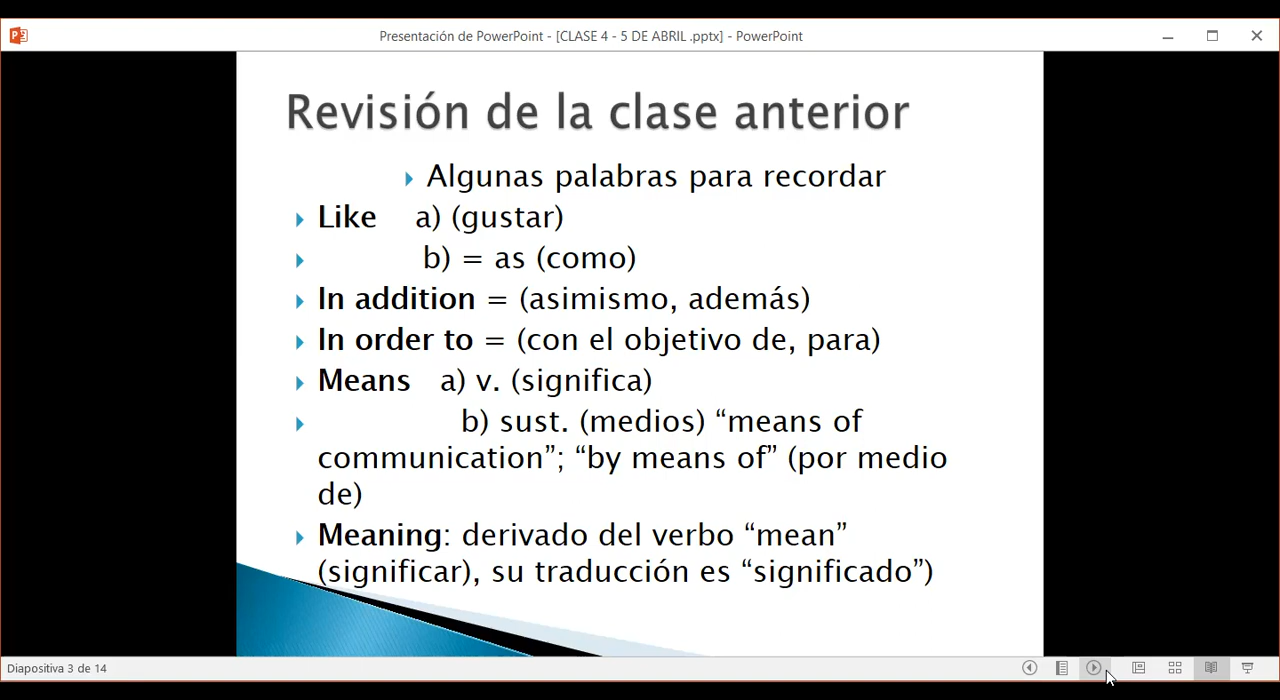 Presentación de PowerPoint - [CLASE 4 - 5 DE ABRIL .pptx] - PowerPoint
Revisión de la clase anterior
Algunas palabras para recordar
Like a) (gustar)
b) = as (como)
In addition = (asimismo, además)
In order to = (con el objetivo de, para)
Means a) v. (significa)
b) sust. (medios) “means of
communication”; “by means of” (por medio
de)
Meaning: derivado del verbo “mean”
(significar), su traducción es “significado”)
Diapositiva 3 de 14